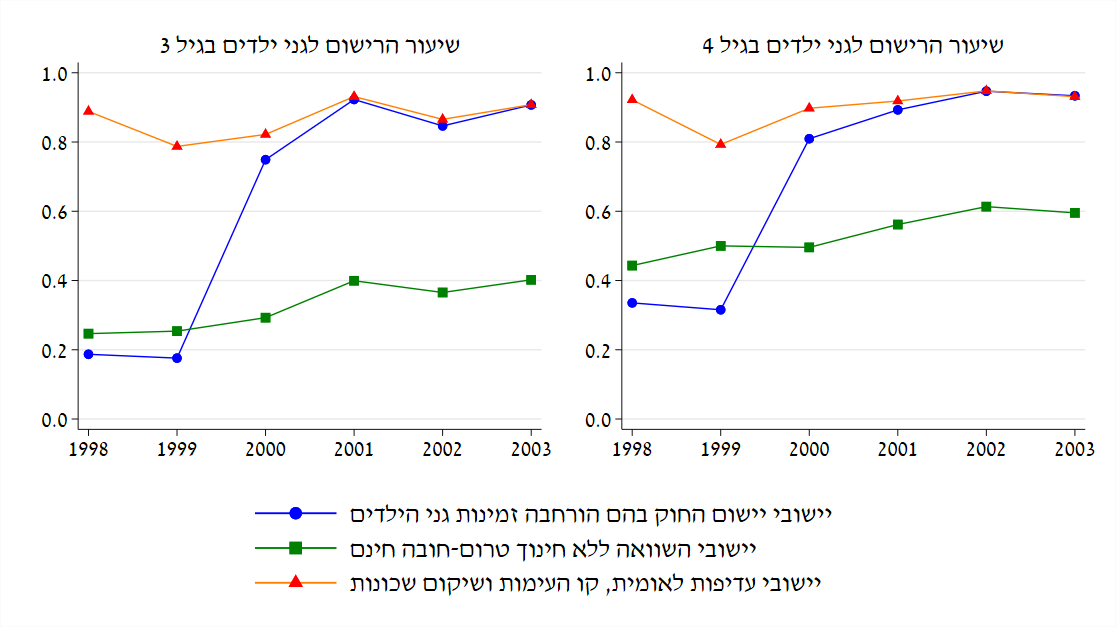 שיעור הרישום לגני ילדים בגיל 3
שיעור הרישום לגני ילדים בגיל 4
1.0
0.8
0.6
0.4
0.2
0.0
1998 1999 2000 2001 2002 2003
1.0
0.8
0.6
0.4
0.2
0.0
1998 1999 2000 2001 2002 2003
יישובי יישום החוק בהם הורחבה זמינות גני הילדים
יישובי השוואה ללא חינוך טרום-חובה חינם
יישובי עדיפות לאומית, קו העימות ושיקום שכונות